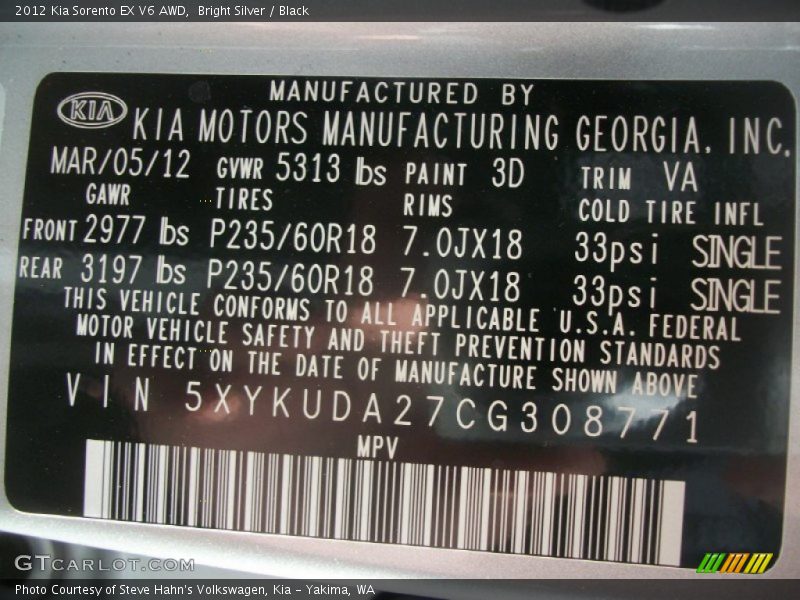 2012 Kia Sorento EX V6 AWD,  Bright Silver / Black
MANUFACTURED BY
KIA
KIA MOTORS MANUFACTURING GEORGIA. INC.
MAR/05/12 GVWR 5313 lbs PAINT 3D TRIM VA
GAWR TIRES RIMS COLD TIRE INFL
FRONT 2977 lbs P235/60R18 7.0JX18 33psi SINGLE
REAR 3197 lbs P235/60R18 7.0JX18 33psi SINGLE
THIS VEHICLE CONFORMS TO ALL APPLICABLE U.S.A. FEDERAL
MOTOR VEHICLE SAFETY AND THEFT PREVENTION STANDARDS
IN EFFECT ON THE DATE OF MANUFACTURE SHOWN ABOVE
VIN 5XYKUDA27CG308771
MPV
GTCARLOT.COM
Photo Courtesy of Steve Hahn's Volkswagen, Kia - Yakima, WA